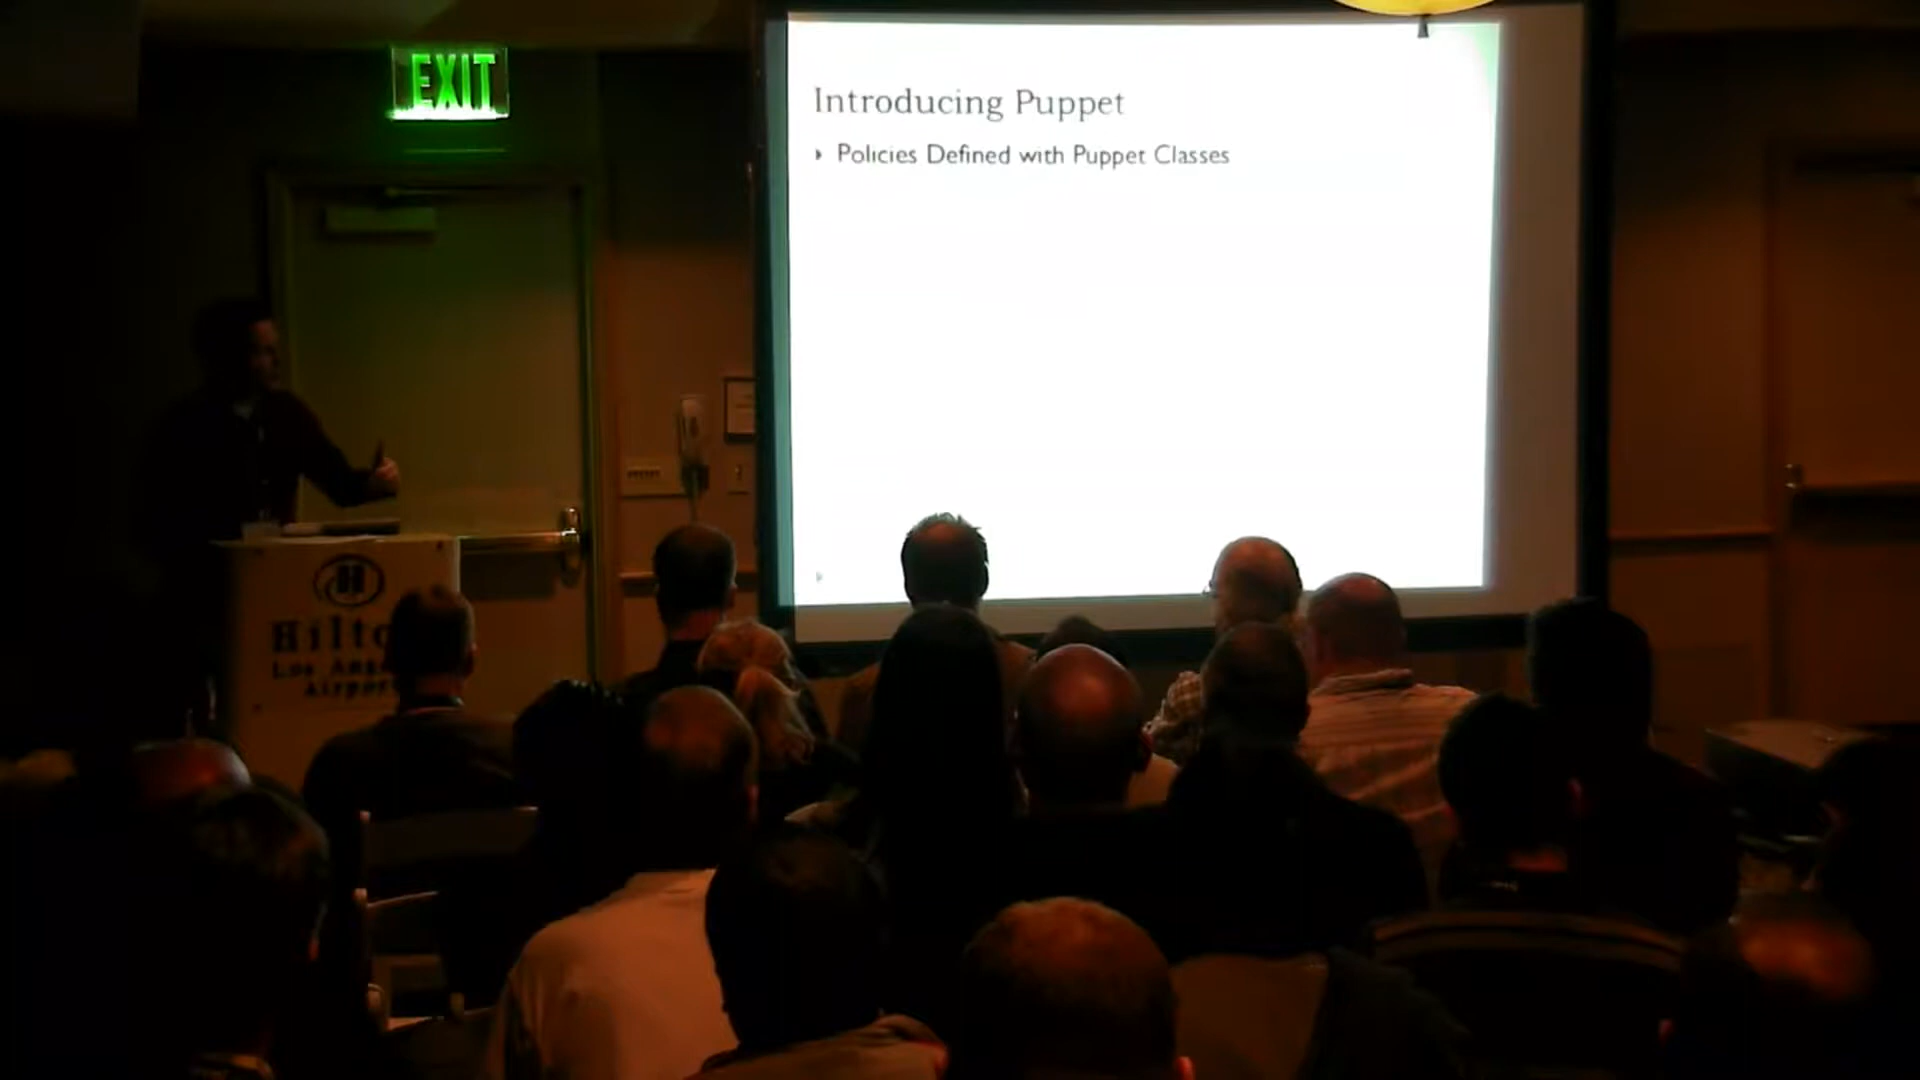 EXIT
Introducing Puppet
Policies Defined with Puppet Classes
H
Hilto
Los Ange
Airport